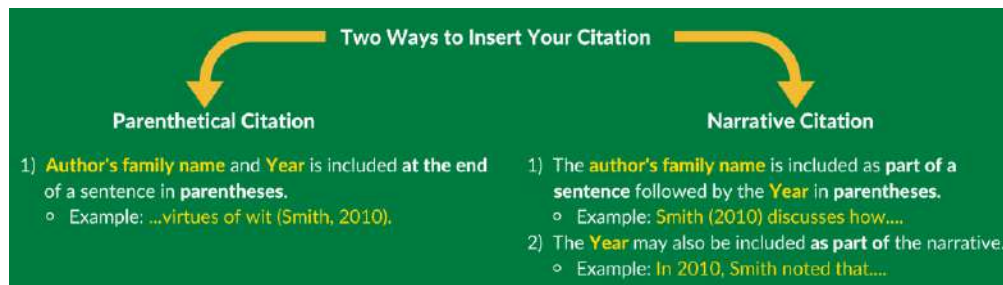 Two Ways to Insert Your Citation
Parenthetical Citation
1) Author's family name and Year is included at the end
of a sentence in parentheses.
○ Example: ...virtues of wit (Smith, 2010).
Narrative Citation
1) The author's family name is included as part of a
sentence followed by the Year in parentheses.
○ Example: Smith (2010) discusses how....
2) The Year may also be included as part of the narrative.
○ Example: In 2010, Smith noted that....